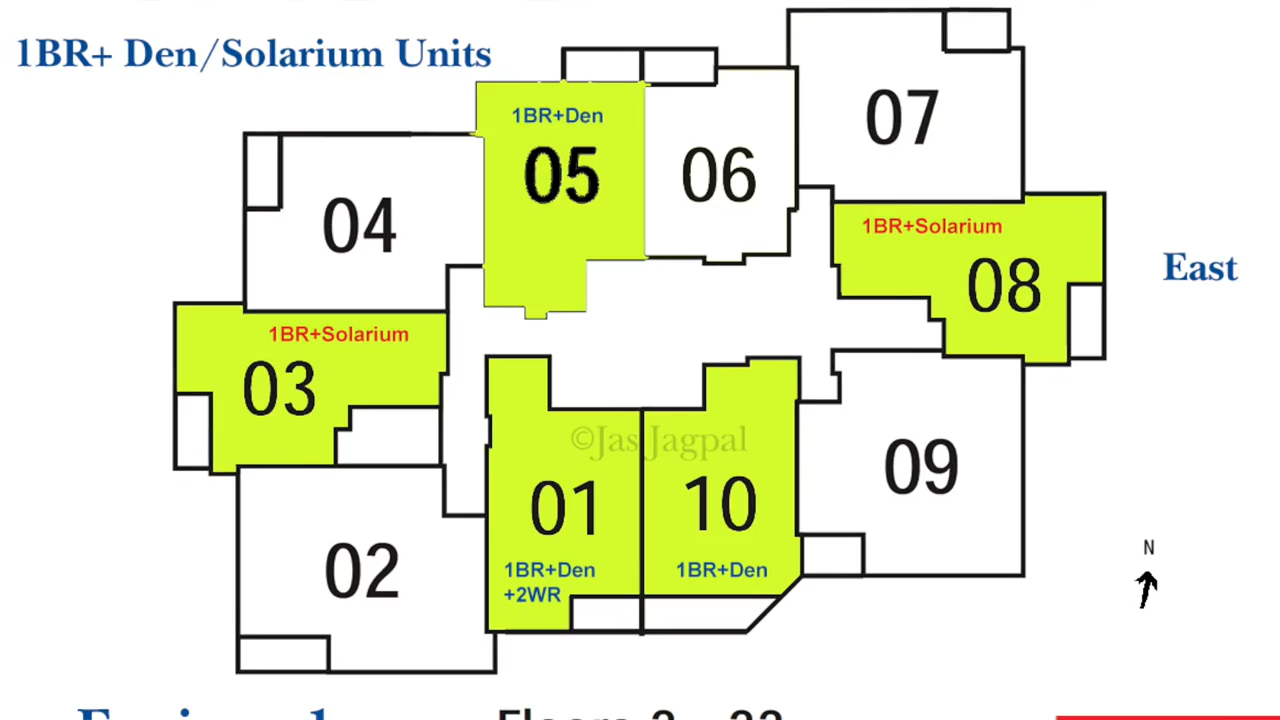 1BR+ Den/Solarium Units
07
1BR+Den
05
06
04
1BR+Solarium
08
East
1BR+Solarium
03
©Jas Jagpal
09
01
10
02
N
1BR+Den
+2WR
1BR+Den